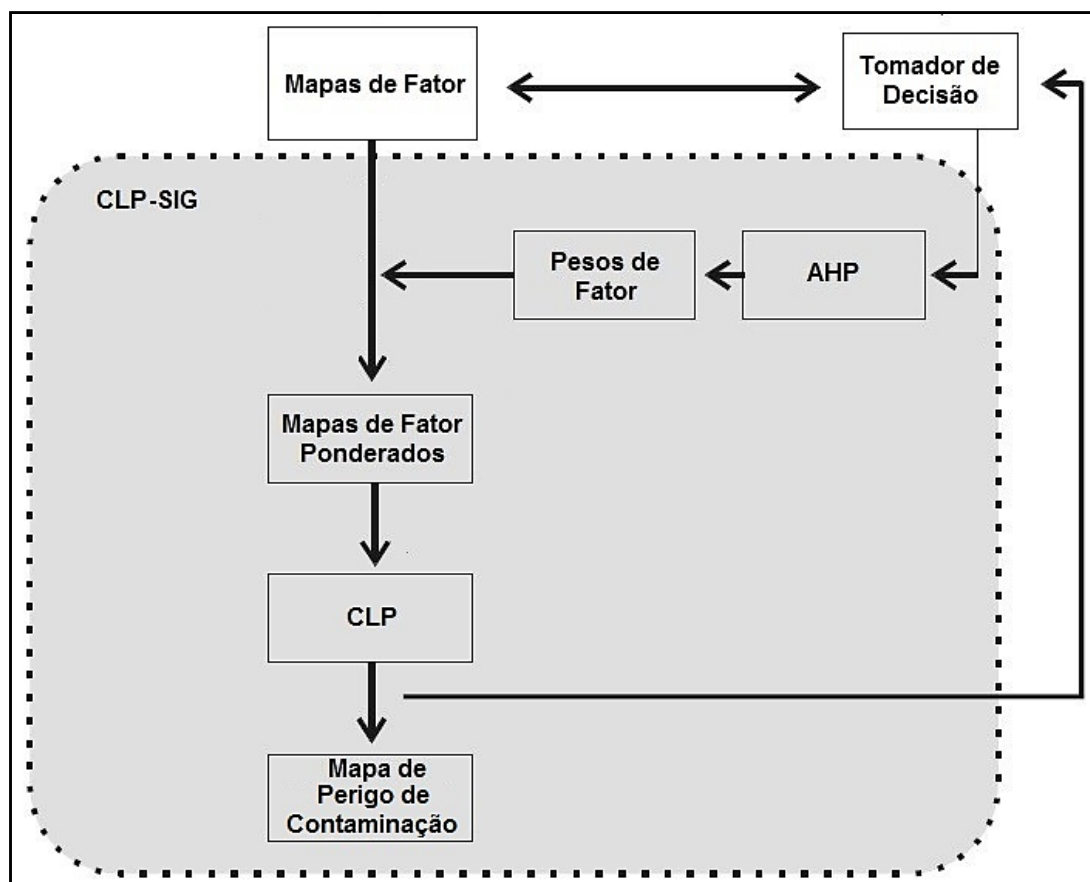 Mapas de Fator
Tomador de
Decisão
CLP-SIG
Pesos de
Fator
AHP
Mapas de Fator
Ponderados
CLP
Mapa de
Perigo de
Contaminação